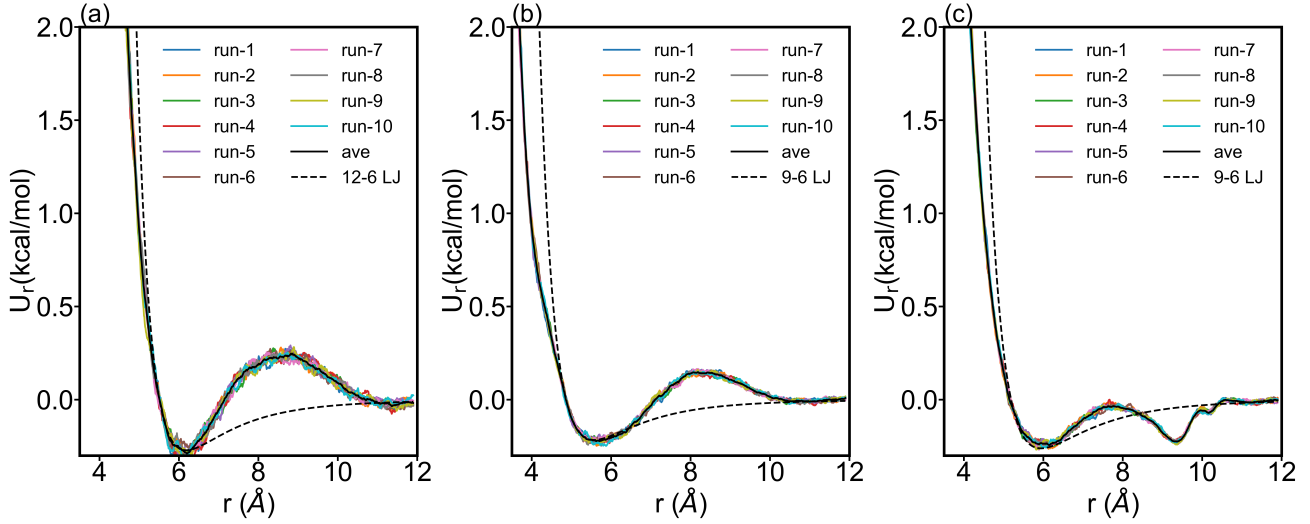 (a)
2.0
1.5
1.0
0.5
0.0
U_r(kcal/mol)
run-1 run-7
run-2 run-8
run-3 run-9
run-4 run-10
run-5 ave
run-6 12-6 LJ
4 6 8 10 12
r (Å)
(b)
2.0
1.5
1.0
0.5
0.0
U_r(kcal/mol)
run-1 run-7
run-2 run-8
run-3 run-9
run-4 run-10
run-5 ave
run-6 9-6 LJ
4 6 8 10 12
r (Å)
(c)
2.0
1.5
1.0
0.5
0.0
U_r(kcal/mol)
run-1 run-7
run-2 run-8
run-3 run-9
run-4 run-10
run-5 ave
run-6 9-6 LJ
4 6 8 10 12
r (Å)